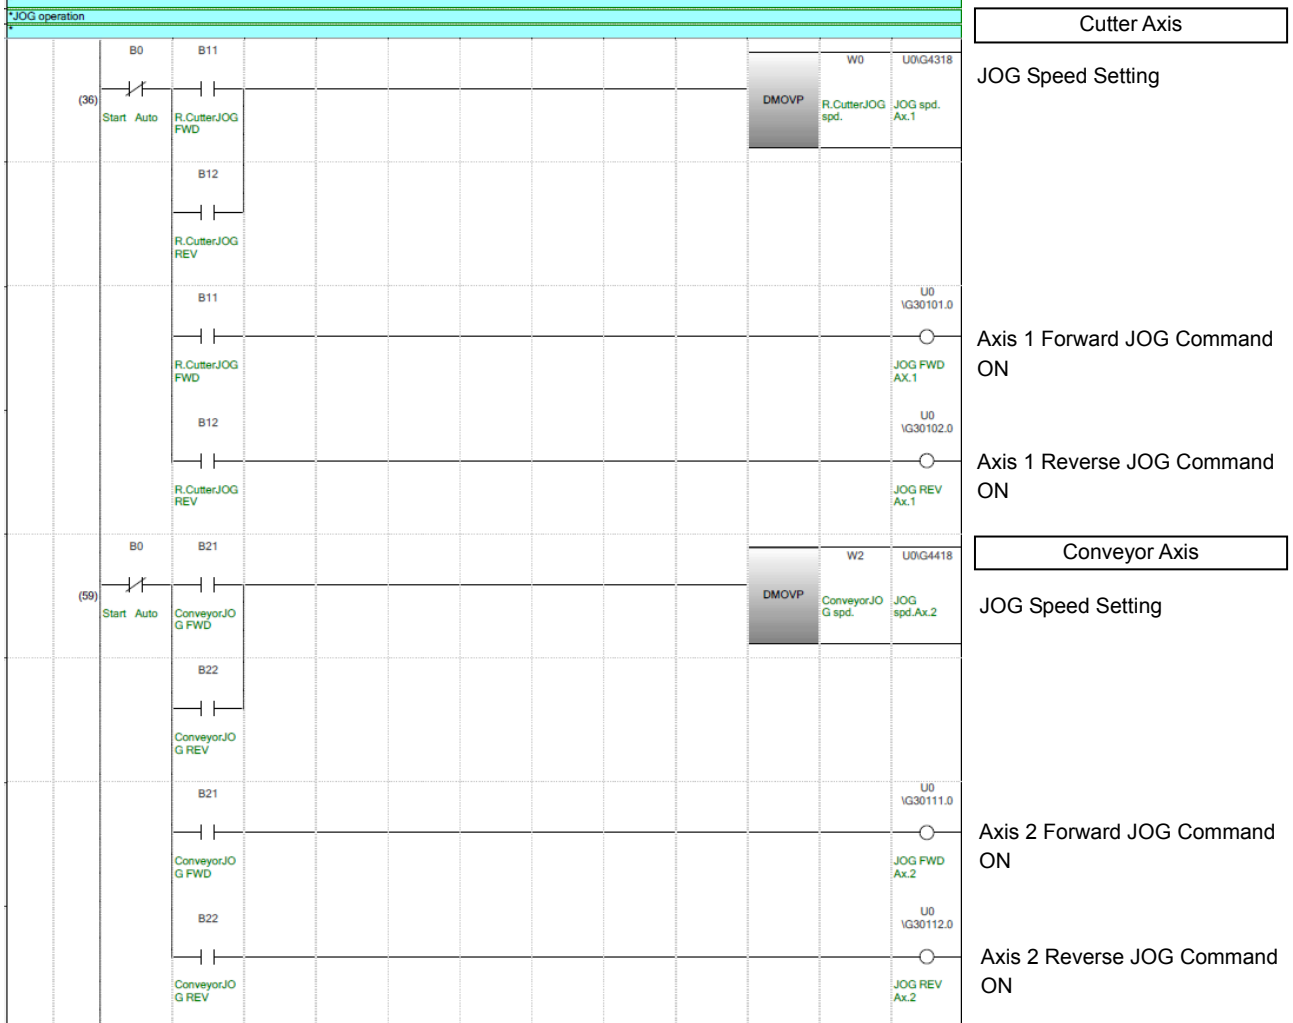 *JOG operation
*
Cutter Axis
B0 B11
W0 U0\G4318
JOG Speed Setting
(36)
DMOVP
Start Auto
R.CutterJOG
FWD
R.CutterJOG
spd.
JOG spd.
Ax.1
B12
R.CutterJOG
REV
B11
U0
\G30101.0
Axis 1 Forward JOG Command
ON
R.CutterJOG
FWD
JOG FWD
AX.1
B12
U0
\G30102.0
Axis 1 Reverse JOG Command
ON
R.CutterJOG
REV
JOG REV
Ax.1
Conveyor Axis
B0 B21
W2 U0\G4418
(59)
DMOVP
JOG Speed Setting
Start Auto
ConveyorJO
G FWD
ConveyorJO
G spd.
JOG
spd.Ax.2
B22
ConveyorJO
G REV
B21
U0
\G30111.0
Axis 2 Forward JOG Command
ON
ConveyorJO
G FWD
JOG FWD
Ax.2
B22
U0
\G30112.0
Axis 2 Reverse JOG Command
ON
ConveyorJO
G REV
JOG REV
Ax.2